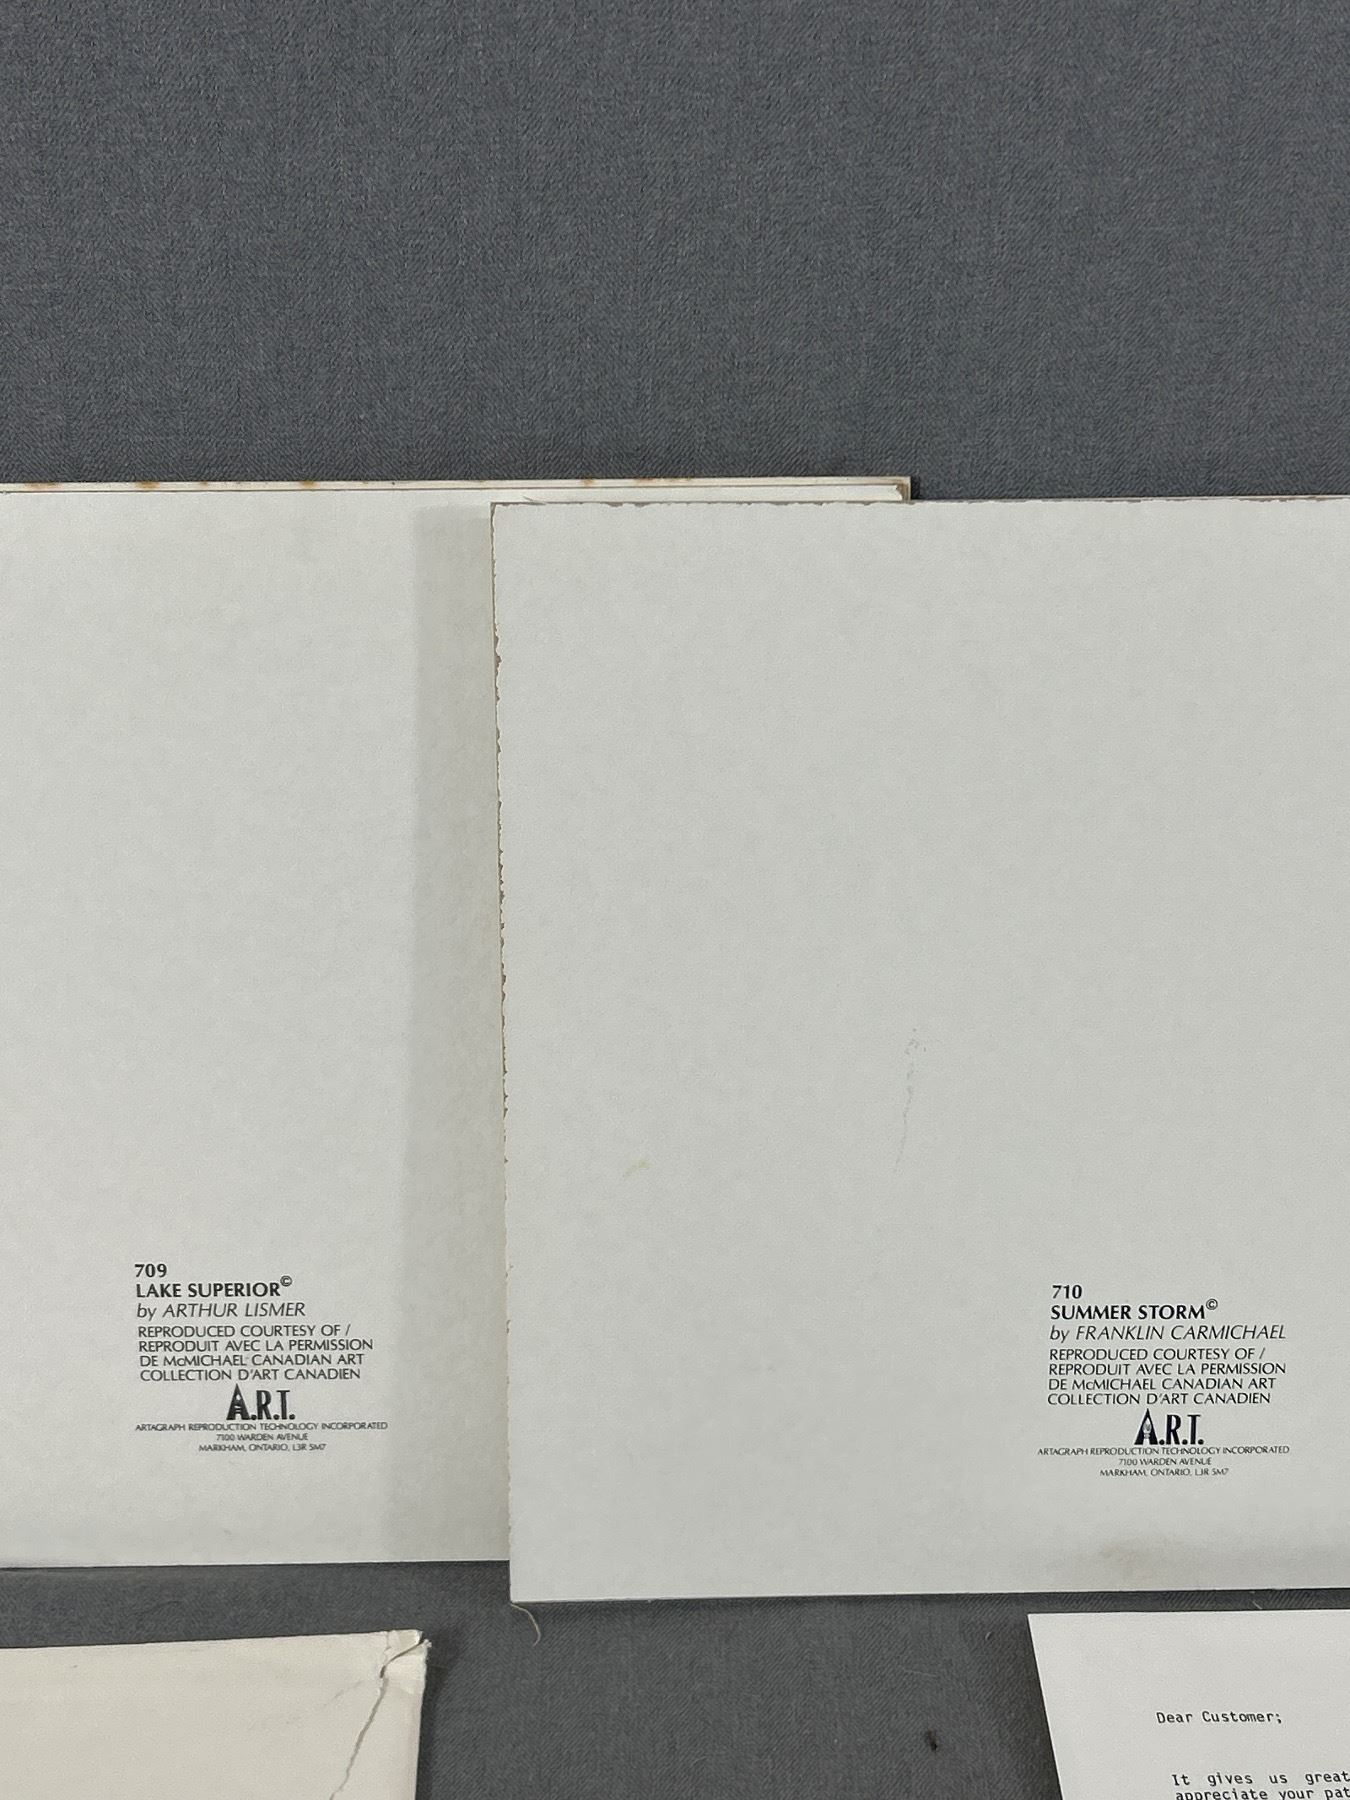 709
LAKE SUPERIOR©
by ARTHUR LISMER
REPRODUCED COURTESY OF /
REPRODUIT AVEC LA PERMISSION
DE McMICHAEL CANADIAN ART
COLLECTION D'ART CANADIEN
A.R.T.
ARTAGRAPH REPRODUCTION TECHNOLOGY INCORPORATED
7100 WARDEN AVENUE
MARKHAM, ONTARIO, L3R 5M7
710
SUMMER STORM©
by FRANKLIN CARMICHAEL
REPRODUCED COURTESY OF /
REPRODUIT AVEC LA PERMISSION
DE McMICHAEL CANADIAN ART
COLLECTION D'ART CANADIEN
A.R.T.
ARTAGRAPH REPRODUCTION TECHNOLOGY INCORPORATED
7100 WARDEN AVENUE
MARKHAM, ONTARIO, L3R 5M7
Dear Customer;
It gives us great
appreciate your pat